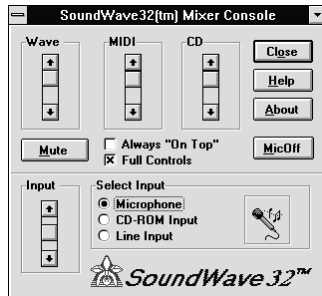 SoundWave32(tm) Mixer Console
Wave
MIDI
CD
Close
Help
About
Mute
Always "On Top"
Full Controls
MicOff
Input
Select Input
Microphone
CD-ROM Input
Line Input
SoundWave 32™